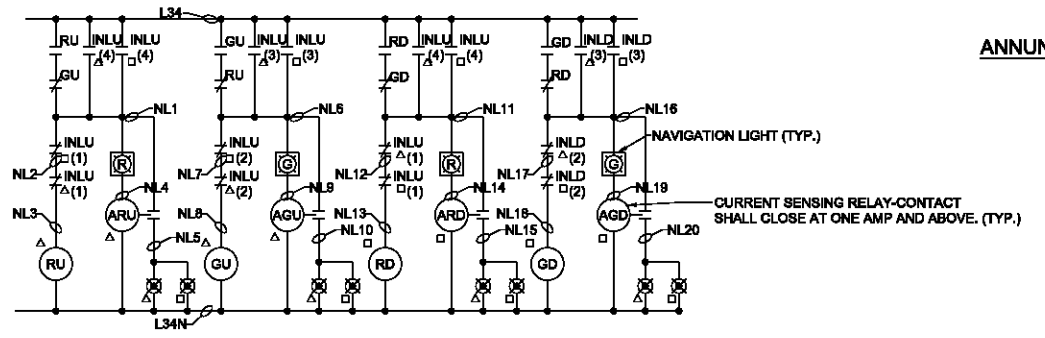 L34
RU INLU INLU GU INLU INLU RD INLU INLU GD INLD INLD
(4) (4) (3) (3) (4) (4) (3) (3)
GU RU GD RD
NL1 NL6 NL11 NL16
ANNUN
NAVIGATION LIGHT (TYP.)
INLU INLU INLU INLD
(1) (2) (1) (2)
NL2 R NL7 G NL12 R NL17 G
INLU INLU INLU INLD
(1) (2) (1) (2)
NL4 NL9 NL14 NL19
NL3 ARU NL8 AGU NL13 ARD NL18 AGD
CURRENT SENSING RELAY-CONTACT
SHALL CLOSE AT ONE AMP AND ABOVE. (TYP.)
NL5 NL10 NL15 NL20
RU GU RD GD
L34N